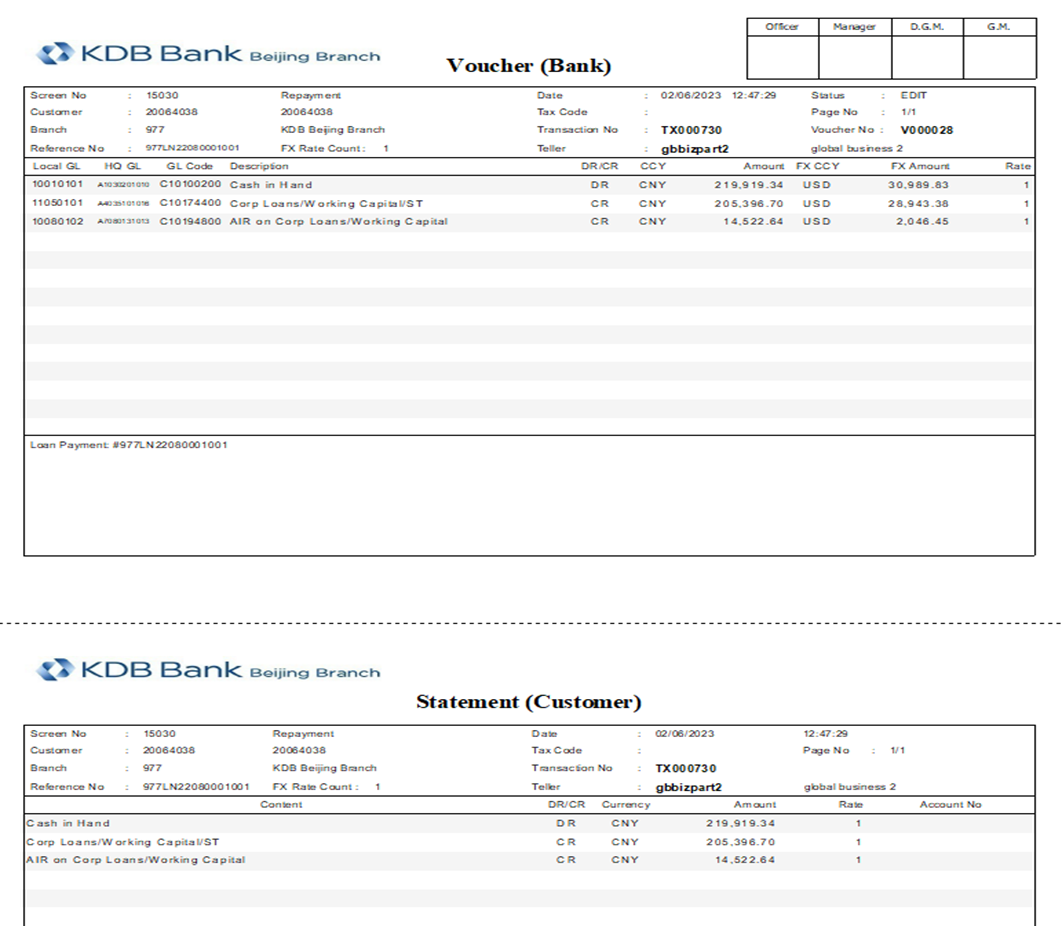 Officer Manager D.G.M. G.M.
KDB Bank Beijing Branch
Voucher (Bank)
Screen No : 15030 Repayment Date : 02/06/2023 12:47:29 Status : EDIT
Customer : 20064038 20064038 Tax Code : Page No : 1/1
Branch : 977 KDB Beijing Branch Transaction No : TX000730 Voucher No : V000028
Reference No : 977LN22080001001 FX Rate Count : 1 Teller : gbbizpart2 global business 2
Local GL HQ GL GL Code Description DR/CR CCY Amount FX CCY FX Amount Rate
10010101 A1030201010 C10100200 Cash in Hand DR CNY 219,919.34 USD 30,989.83 1
11050101 A4035101016 C10174400 Corp Loans/Working Capital/ST CR CNY 205,396.70 USD 28,943.38 1
10080102 A7080131013 C10194800 AIR on Corp Loans/Working Capital CR CNY 14,522.64 USD 2,046.45 1
Loan Payment: #977LN22080001001
KDB Bank Beijing Branch
Statement (Customer)
Screen No : 15030 Repayment Date : 02/06/2023 12:47:29
Customer : 20064038 20064038 Tax Code : Page No : 1/1
Branch : 977 KDB Beijing Branch Transaction No : TX000730
Reference No : 977LN22080001001 FX Rate Count : 1 Teller : gbbizpart2 global business 2
Content DR/CR Currency Amount Rate Account No
Cash in Hand DR CNY 219,919.34 1
Corp Loans/Working Capital/ST CR CNY 205,396.70 1
AIR on Corp Loans/Working Capital CR CNY 14,522.64 1